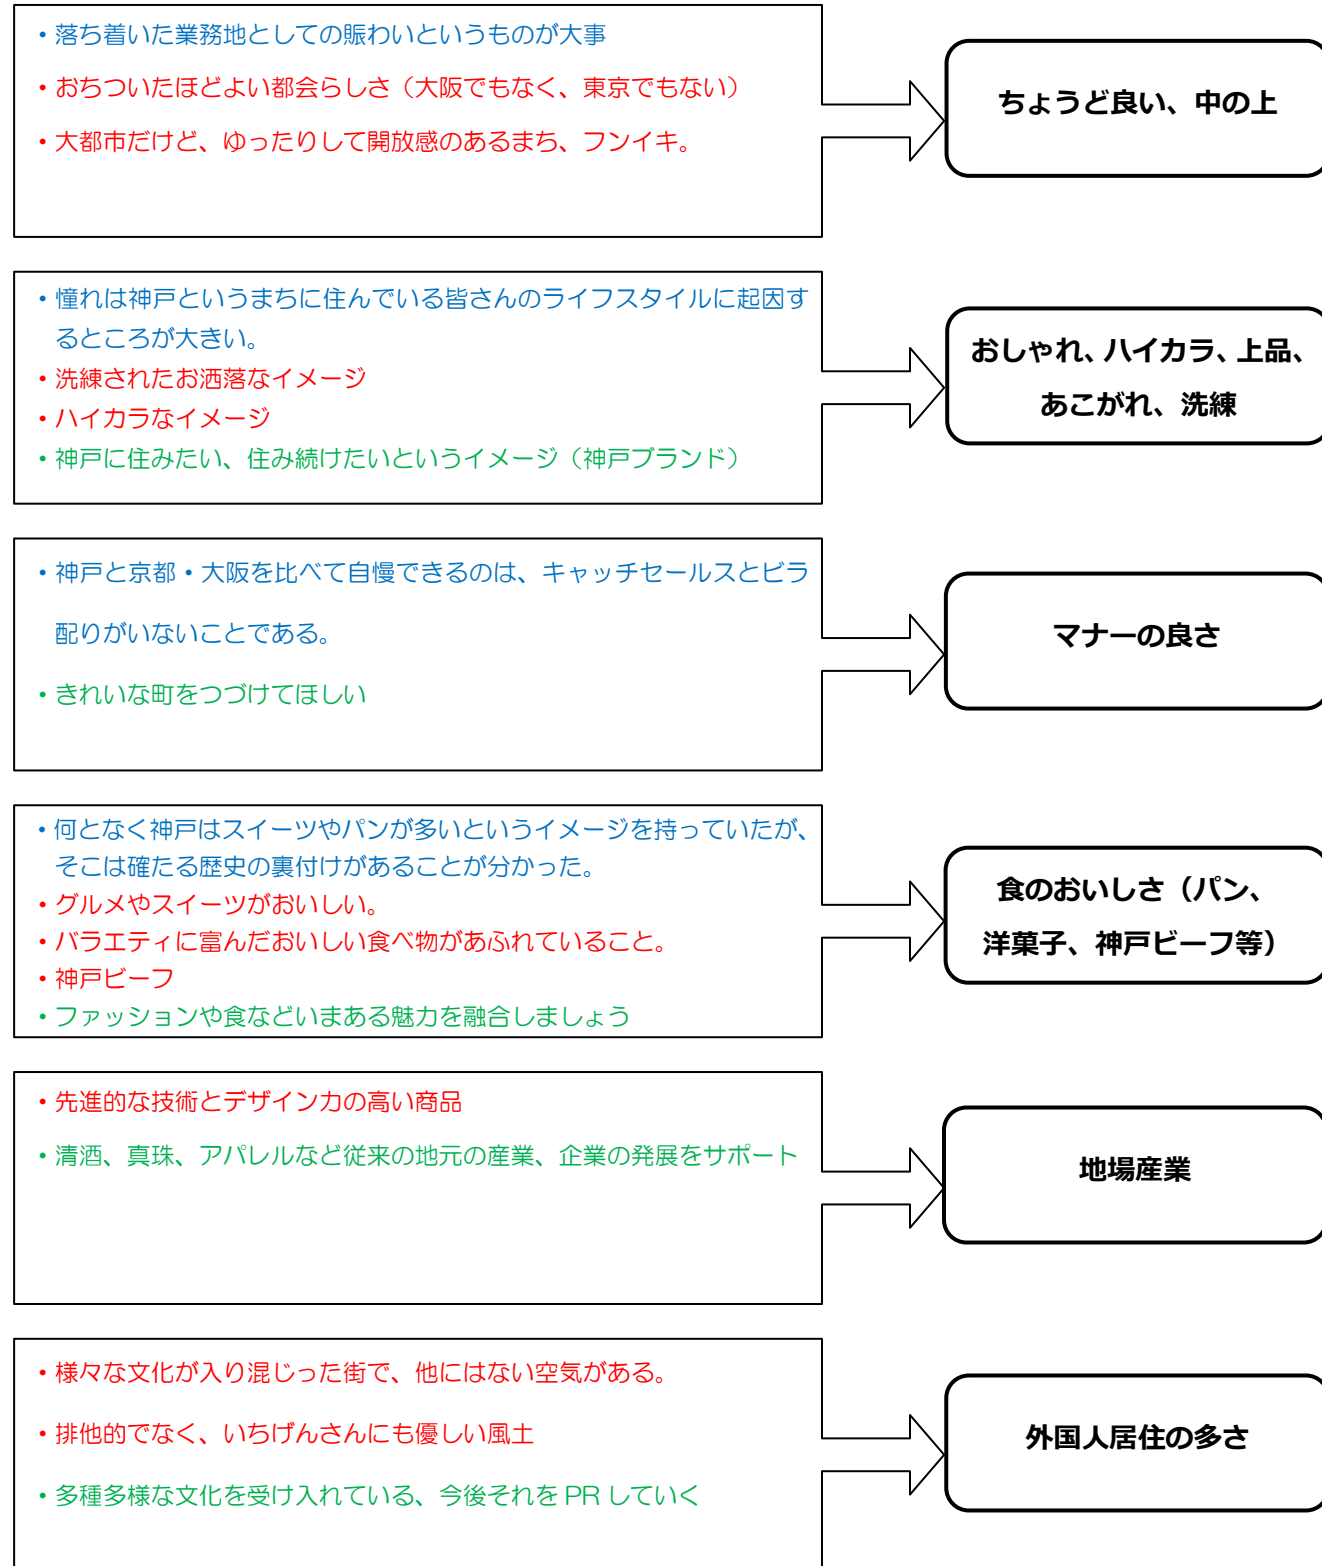 ・落ち着いた業務地としての賑わいというものが大事
・おちついたほどよい都会らしさ（大阪でもなく、東京でもない）
・大都市だけど、ゆったりして開放感のあるまち、フンイキ。
ちょうど良い、中の上
・憧れは神戸というまちに住んでいる皆さんのライフスタイルに起因す
るところが大きい。
・洗練されたお洒落なイメージ
・ハイカラなイメージ
・神戸に住みたい、住み続けたいというイメージ（神戸ブランド）
おしゃれ、ハイカラ、上品、
あこがれ、洗練
・神戸と京都・大阪を比べて自慢できるのは、キャッチセールスとビラ
配りがいないことである。
・きれいな町をつづけてほしい
マナーの良さ
・何となく神戸はスイーツやパンが多いというイメージを持っていたが、
そこは確たる歴史の裏付けがあることが分かった。
・グルメやスイーツがおいしい。
・バラエティに富んだおいしい食べ物があふれていること。
・神戸ビーフ
・ファッションや食などいまある魅力を融合しましょう
食のおいしさ（パン、
洋菓子、神戸ビーフ等）
・先進的な技術とデザイン力の高い商品
・清酒、真珠、アパレルなど従来の地元の産業、企業の発展をサポート
地場産業
・様々な文化が入り混じった街で、他にはない空気がある。
・排他的でなく、いちげんさんにも優しい風土
・多種多様な文化を受け入れている、今後それを PR していく
外国人居住の多さ